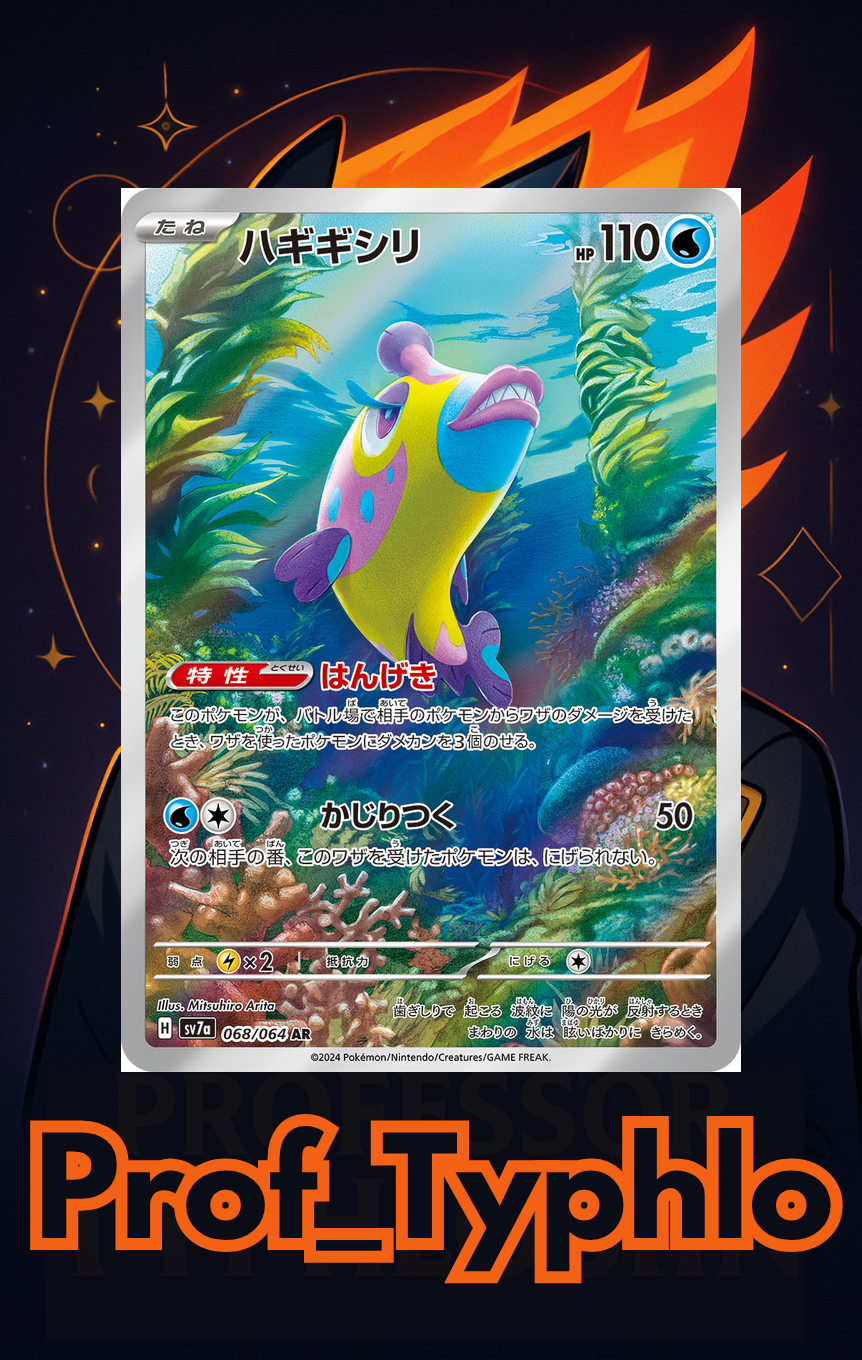 たね
ハギギシリ
HP 110
特性 とくせい はんげき
このポケモンが、バトル場で相手のポケモンからワザのダメージを受けた
とき、ワザを使ったポケモンにダメカンを3個のせる。
かじりつく 50
次の相手の番、このワザを受けたポケモンは、にげられない。
弱点 ×2 抵抗力 にげる
Illus. Mitsuhiro Arita
歯ぎしりで 起こる 波紋に 陽の光が 反射するとき
まわりの 水は 眩いばかりに きらめく。
H sv7a 068/064 AR
©2024 Pokémon/Nintendo/Creatures/GAME FREAK.
PROFESSOR
Prof_Typhlo